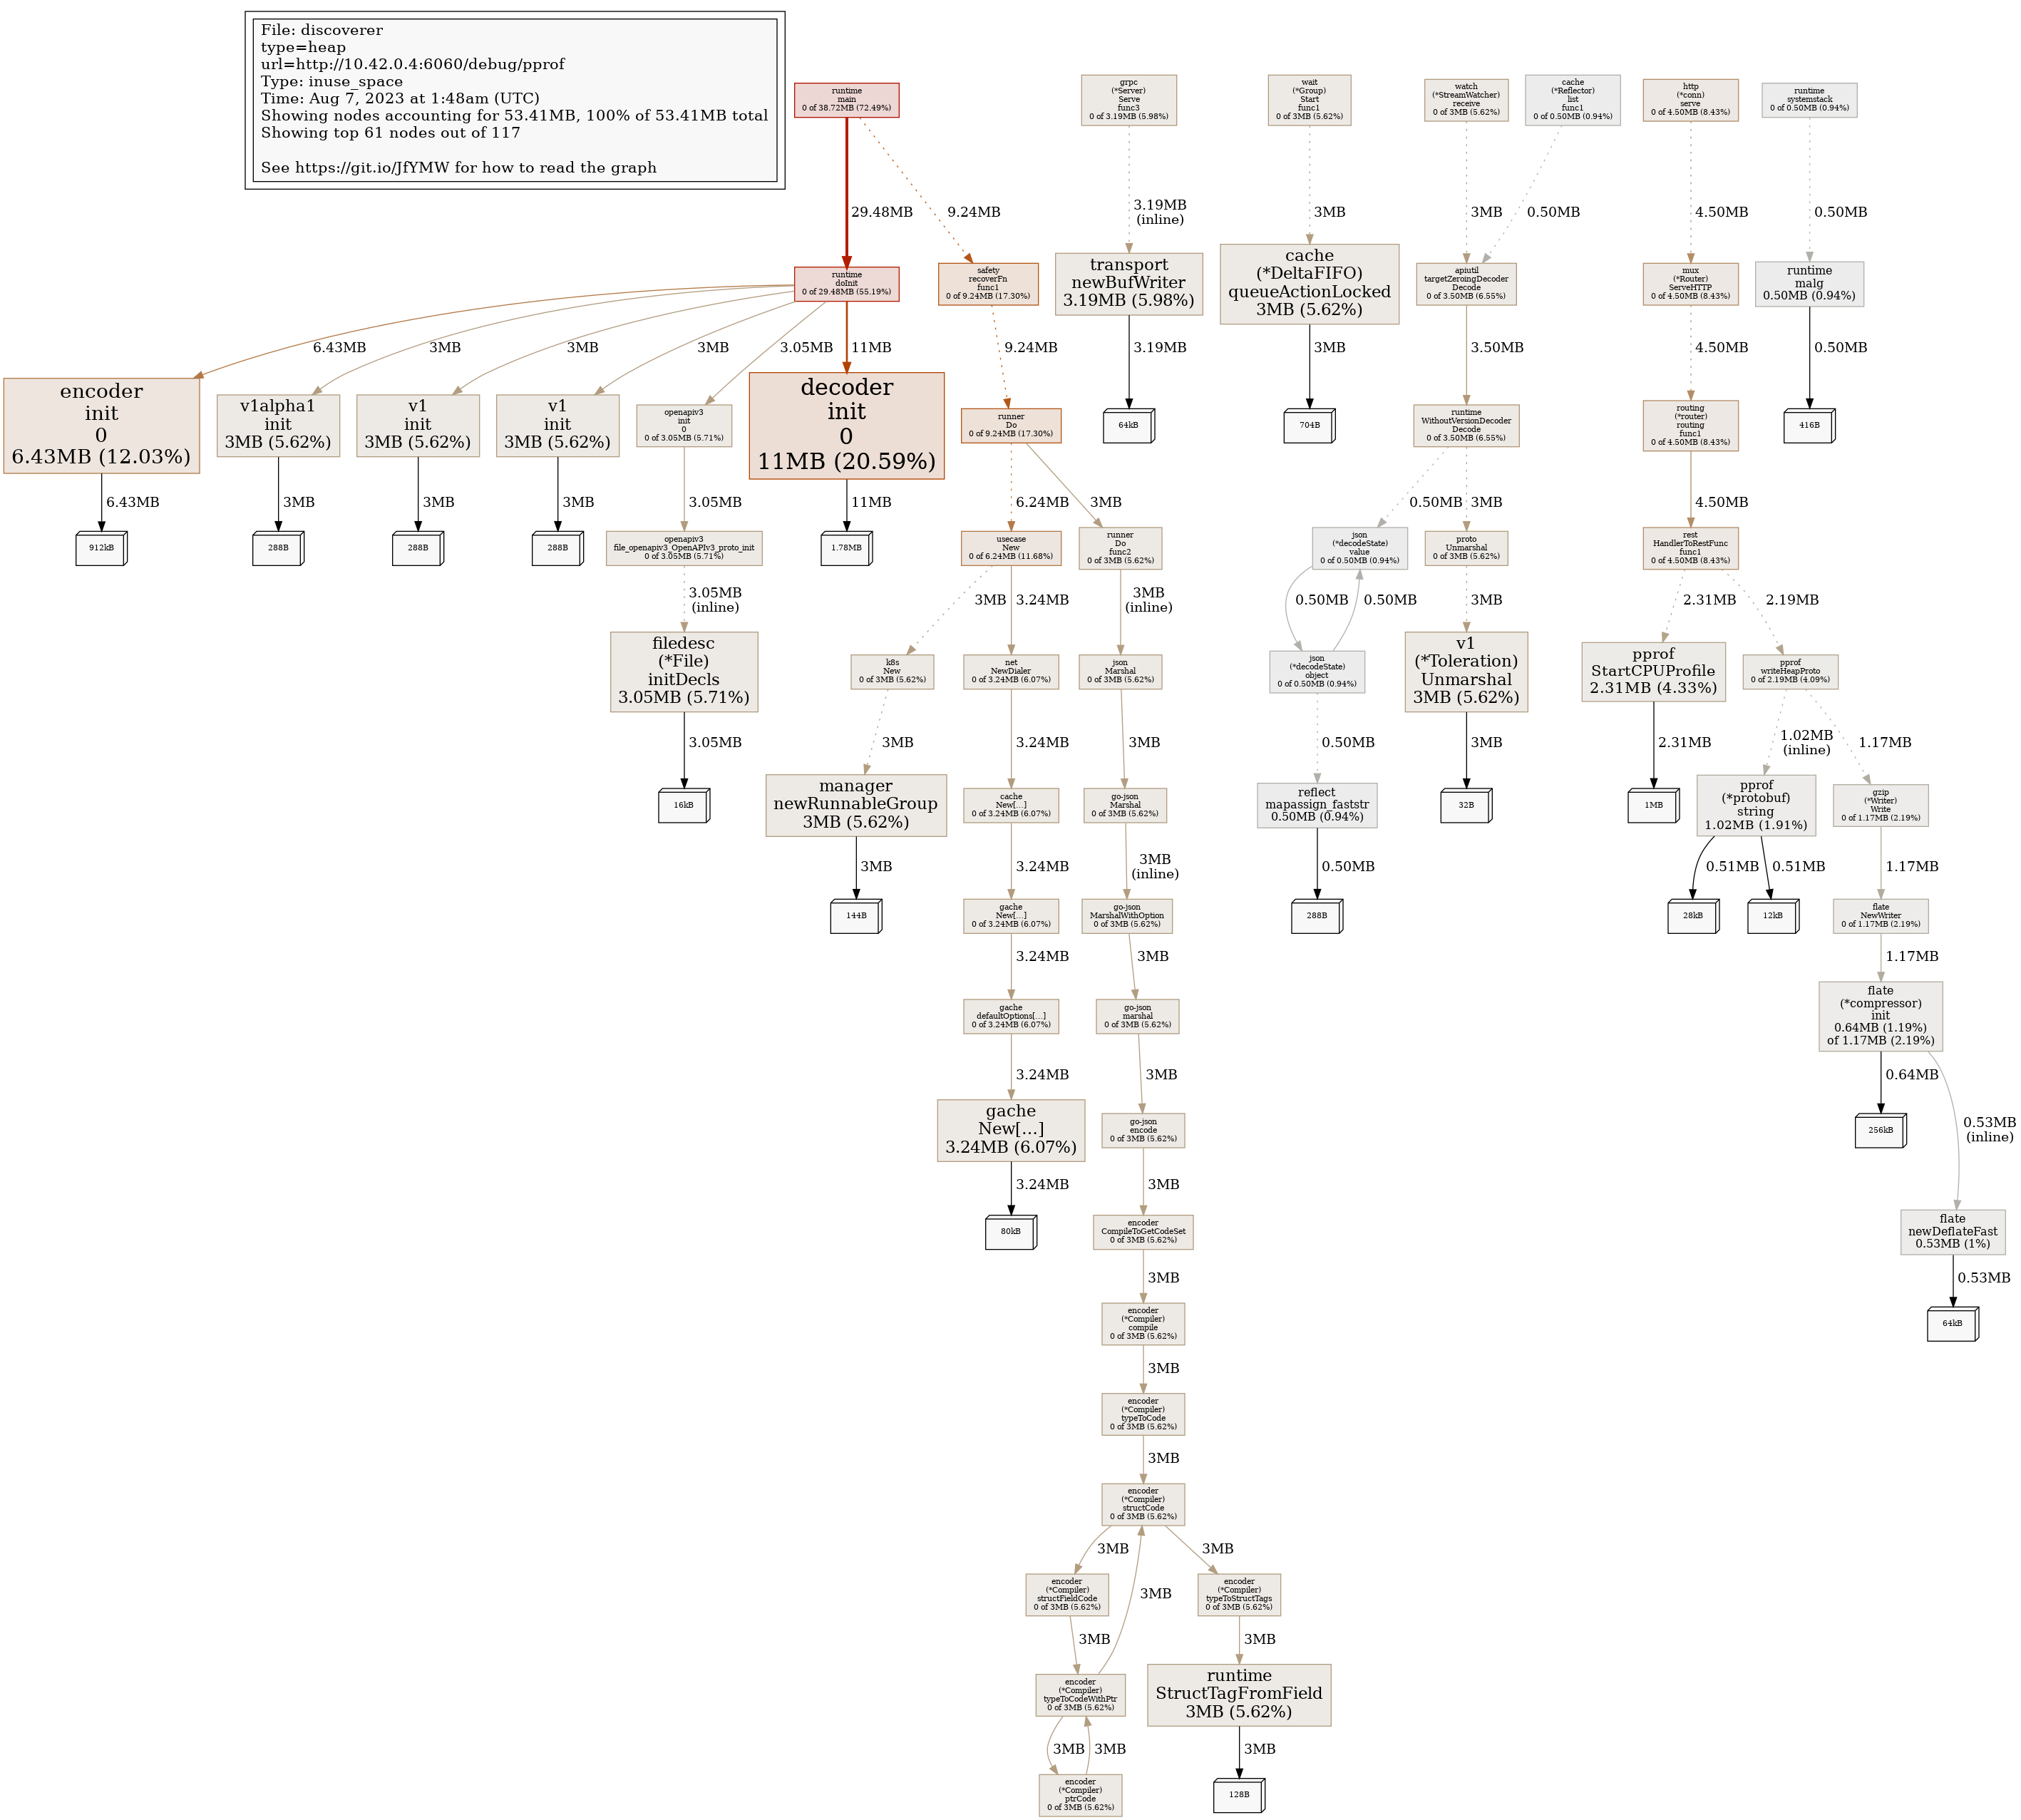 File: discoverer
type=heap
url=http://10.42.0.4:6060/debug/pprof
Type: inuse_space
Time: Aug 7, 2023 at 1:48am (UTC)
Showing nodes accounting for 53.41MB, 100% of 53.41MB total
Showing top 61 nodes out of 117
See https://git.io/JfYMW for how to read the graph
runtime
main
0 of 38.72MB (72.49%)
grpc
(*Server)
Serve
func3
0 of 3.19MB (5.98%)
wait
(*Group)
Start
func1
0 of 3MB (5.62%)
watch
(*StreamWatcher)
receive
0 of 3MB (5.62%)
cache
(*Reflector)
list
func1
0 of 0.50MB (0.94%)
http
(*conn)
serve
0 of 4.50MB (8.43%)
runtime
systemstack
0 of 0.50MB (0.94%)
29.48MB
9.24MB
3.19MB
(inline)
3MB
3MB
0.50MB
4.50MB
0.50MB
runtime
doInit
0 of 29.48MB (55.19%)
safety
recoverFn
func1
0 of 9.24MB (17.30%)
transport
newBufWriter
3.19MB (5.98%)
cache
(*DeltaFIFO)
queueActionLocked
3MB (5.62%)
apiutil
targetZeroingDecoder
Decode
0 of 3.50MB (6.55%)
mux
(*Router)
ServeHTTP
0 of 4.50MB (8.43%)
runtime
malg
0.50MB (0.94%)
6.43MB
3MB
3MB
3MB
3.05MB
11MB
9.24MB
3.19MB
3MB
3.50MB
4.50MB
0.50MB
encoder
init
0
6.43MB (12.03%)
v1alpha1
init
3MB (5.62%)
v1
init
3MB (5.62%)
v1
init
3MB (5.62%)
openapiv3
init
0
0 of 3.05MB (5.71%)
decoder
init
0
11MB (20.59%)
runner
Do
0 of 9.24MB (17.30%)
64kB
704B
runtime
WithoutVersionDecoder
Decode
0 of 3.50MB (6.55%)
routing
(*router)
routing
func1
0 of 4.50MB (8.43%)
416B
6.43MB
3MB
3MB
3MB
3.05MB
11MB
6.24MB
3MB
0.50MB
3MB
4.50MB
912kB
288B
288B
288B
openapiv3
file_openapiv3_OpenAPIv3_proto_init
0 of 3.05MB (5.71%)
1.78MB
usecase
New
0 of 6.24MB (11.68%)
runner
Do
func2
0 of 3MB (5.62%)
json
(*decodeState)
value
0 of 0.50MB (0.94%)
proto
Unmarshal
0 of 3MB (5.62%)
rest
HandlerToRestFunc
func1
0 of 4.50MB (8.43%)
3.05MB
(inline)
3MB
3.24MB
3MB
(inline)
0.50MB
0.50MB
3MB
2.31MB
2.19MB
filedesc
(*File)
initDecls
3.05MB (5.71%)
k8s
New
0 of 3MB (5.62%)
net
NewDialer
0 of 3.24MB (6.07%)
json
Marshal
0 of 3MB (5.62%)
json
(*decodeState)
object
0 of 0.50MB (0.94%)
v1
(*Toleration)
Unmarshal
3MB (5.62%)
pprof
StartCPUProfile
2.31MB (4.33%)
pprof
writeHeapProto
0 of 2.19MB (4.09%)
3.05MB
3MB
3.24MB
3MB
0.50MB
3MB
2.31MB
1.02MB
(inline)
1.17MB
16kB
manager
newRunnableGroup
3MB (5.62%)
cache
New[...]
0 of 3.24MB (6.07%)
go-json
Marshal
0 of 3MB (5.62%)
reflect
mapassign_faststr
0.50MB (0.94%)
32B
1MB
pprof
(*protobuf)
string
1.02MB (1.91%)
gzip
(*Writer)
Write
0 of 1.17MB (2.19%)
3MB
3.24MB
3MB
(inline)
0.50MB
0.51MB
0.51MB
1.17MB
144B
gache
New[...]
0 of 3.24MB (6.07%)
go-json
MarshalWithOption
0 of 3MB (5.62%)
288B
28kB
12kB
flate
NewWriter
0 of 1.17MB (2.19%)
3.24MB
3MB
1.17MB
gache
defaultOptions[...]
0 of 3.24MB (6.07%)
go-json
marshal
0 of 3MB (5.62%)
flate
(*compressor)
init
0.64MB (1.19%)
of 1.17MB (2.19%)
3.24MB
3MB
0.64MB
0.53MB
(inline)
gache
New[...]
3.24MB (6.07%)
go-json
encode
0 of 3MB (5.62%)
256kB
3.24MB
3MB
80kB
encoder
CompileToGetCodeSet
0 of 3MB (5.62%)
flate
newDeflateFast
0.53MB (1%)
3MB
0.53MB
encoder
(*Compiler)
compile
0 of 3MB (5.62%)
64kB
3MB
encoder
(*Compiler)
typeToCode
0 of 3MB (5.62%)
3MB
encoder
(*Compiler)
structCode
0 of 3MB (5.62%)
3MB
3MB
3MB
encoder
(*Compiler)
structFieldCode
0 of 3MB (5.62%)
encoder
(*Compiler)
typeToStructTags
0 of 3MB (5.62%)
3MB
3MB
encoder
(*Compiler)
typeToCodeWithPtr
0 of 3MB (5.62%)
runtime
StructTagFromField
3MB (5.62%)
3MB
3MB
3MB
encoder
(*Compiler)
ptrCode
0 of 3MB (5.62%)
128B